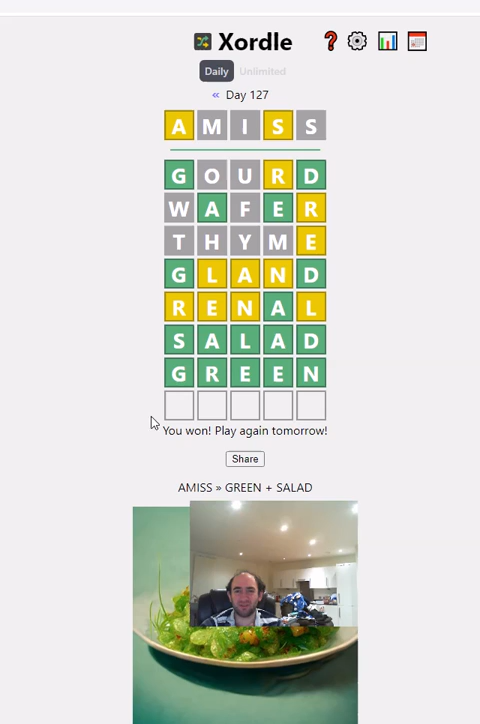 Xordle
Daily Unlimited
« Day 127
AMISS
GOURD
WAFER
THYME
GLAND
RENAL
SALAD
GREEN
You won! Play again tomorrow!
Share
AMISS » GREEN + SALAD